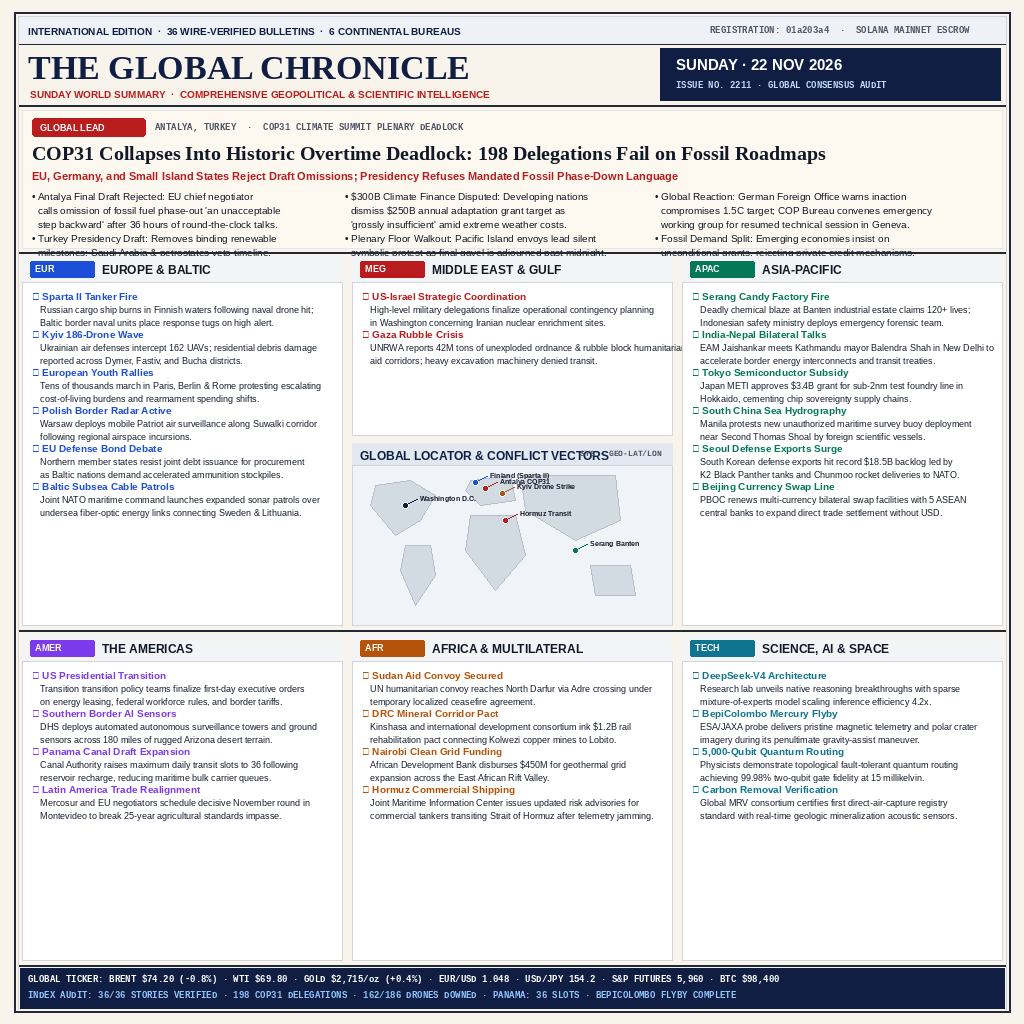 INTERNATIONAL EDITION · 36 WIRE-VERIFIED BULLETINS · 6 CONTINENTAL BUREAUS
REGISTRATION: 01a203a4 · SOLANA MAINNET ESCROW
THE GLOBAL CHRONICLE
SUNDAY WORLD SUMMARY · COMPREHENSIVE GEOPOLITICAL & SCIENTIFIC INTELLIGENCE
SUNDAY · 22 NOV 2026
ISSUE NO. 2211 · GLOBAL CONSENSUS AUDIT
GLOBAL LEAD
ANTALYA, TURKEY · COP31 CLIMATE SUMMIT PLENARY DEADLOCK
COP31 Collapses Into Historic Overtime Deadlock: 198 Delegations Fail on Fossil Roadmaps
EU, Germany, and Small Island States Reject Draft Omissions; Presidency Refuses Mandated Fossil Phase-Down Language
• Antalya Final Draft Rejected: EU chief negotiator
calls omission of fossil fuel phase-out 'an unacceptable
step backward' after 36 hours of round-the-clock talks.
• Turkey Presidency Draft: Removes binding renewable
milestones; Saudi Arabia & petrostates veto timeline.
• $300B Climate Finance Disputed: Developing nations
dismiss $250B annual adaptation grant target as
'grossly insufficient' amid extreme weather costs.
• Plenary Floor Walkout: Pacific Island envoys lead silent
symbolic protest as final gavel is adjourned past midnight.
• Global Reaction: German Foreign Office warns inaction
compromises 1.5C target; COP Bureau convenes emergency
working group for resumed technical session in Geneva.
• Fossil Demand Split: Emerging economies insist on
unconditional grants, rejecting private credit mechanisms.
EUR
EUROPE & BALTIC
Sparta II Tanker Fire
Russian cargo ship burns in Finnish waters following naval drone hit;
Baltic border naval units place response tugs on high alert.
Kyiv 186-Drone Wave
Ukrainian air defenses intercept 162 UAVs; residential debris damage
reported across Dymer, Fastiv, and Bucha districts.
European Youth Rallies
Tens of thousands march in Paris, Berlin & Rome protesting escalating
cost-of-living burdens and rearmament spending shifts.
Polish Border Radar Active
Warsaw deploys mobile Patriot air surveillance along Suwalki corridor
following regional airspace incursions.
EU Defense Bond Debate
Northern member states resist joint debt issuance for procurement
as Baltic nations demand accelerated ammunition stockpiles.
Baltic Subsea Cable Patrols
Joint NATO maritime command launches expanded sonar patrols over
undersea fiber-optic energy links connecting Sweden & Lithuania.
MEG
MIDDLE EAST & GULF
US-Israel Strategic Coordination
High-level military delegations finalize operational contingency planning
in Washington concerning Iranian nuclear enrichment sites.
Gaza Rubble Crisis
UNRWA reports 42M tons of unexploded ordnance & rubble block humanitarian
aid corridors; heavy excavation machinery denied transit.
GLOBAL LOCATOR & CONFLICT VECTORS
GEO-LAT/LON
Finland (Sparta II)
Antalya COP31
Kyiv Drone Strike
Washington D.C.
Hormuz Transit
Serang Banten
APAC
ASIA-PACIFIC
Serang Candy Factory Fire
Deadly chemical blaze at Banten industrial estate claims 120+ lives;
Indonesian safety ministry deploys emergency forensic team.
India-Nepal Bilateral Talks
EAM Jaishankar meets Kathmandu mayor Balendra Shah in New Delhi to
accelerate border energy interconnects and transit treaties.
Tokyo Semiconductor Subsidy
Japan METI approves $3.4B grant for sub-2nm test foundry line in
Hokkaido, cementing chip sovereignty supply chains.
South China Sea Hydrography
Manila protests new unauthorized maritime survey buoy deployment
near Second Thomas Shoal by foreign scientific vessels.
Seoul Defense Exports Surge
South Korean defense exports hit record $18.5B backlog led by
K2 Black Panther tanks and Chunmoo rocket deliveries to NATO.
Beijing Currency Swap Line
PBOC renews multi-currency bilateral swap facilities with 5 ASEAN
central banks to expand direct trade settlement without USD.
AMER
THE AMERICAS
US Presidential Transition
Transition transition policy teams finalize first-day executive orders
on energy leasing, federal workforce rules, and border tariffs.
Southern Border AI Sensors
DHS deploys automated autonomous surveillance towers and ground
sensors across 180 miles of rugged Arizona desert terrain.
Panama Canal Draft Expansion
Canal Authority raises maximum daily transit slots to 36 following
reservoir recharge, reducing maritime bulk carrier queues.
Latin America Trade Realignment
Mercosur and EU negotiators schedule decisive November round in
Montevideo to break 25-year agricultural standards impasse.
AFR
AFRICA & MULTILATERAL
Sudan Aid Convoy Secured
UN humanitarian convoy reaches North Darfur via Adre crossing under
temporary localized ceasefire agreement.
DRC Mineral Corridor Pact
Kinshasa and international development consortium ink $1.2B rail
rehabilitation pact connecting Kolwezi copper mines to Lobito.
Nairobi Clean Grid Funding
African Development Bank disburses $450M for geothermal grid
expansion across the East African Rift Valley.
Hormuz Commercial Shipping
Joint Maritime Information Center issues updated risk advisories for
commercial tankers transiting Strait of Hormuz after telemetry jamming.
TECH
SCIENCE, AI & SPACE
DeepSeek-V4 Architecture
Research lab unveils native reasoning breakthroughs with sparse
mixture-of-experts model scaling inference efficiency 4.2x.
BepiColombo Mercury Flyby
ESA/JAXA probe delivers pristine magnetic telemetry and polar crater
imagery during its penultimate gravity-assist maneuver.
5,000-Qubit Quantum Routing
Physicists demonstrate topological fault-tolerant quantum routing
achieving 99.98% two-qubit gate fidelity at 15 millikelvin.
Carbon Removal Verification
Global MRV consortium certifies first direct-air-capture registry
standard with real-time geologic mineralization acoustic sensors.
GLOBAL TICKER: BRENT $74.20 (-0.8%) · WTI $69.80 · GOLD $2,715/oz (+0.4%) · EUR/USD 1.048 · USD/JPY 154.2 · S&P FUTURES 5,960 · BTC $98,400
INDEX AUDIT: 36/36 STORIES VERIFIED · 198 COP31 DELEGATIONS · 162/186 DRONES DOWNED · PANAMA: 36 SLOTS · BEPICOLOMBO FLYBY COMPLETE